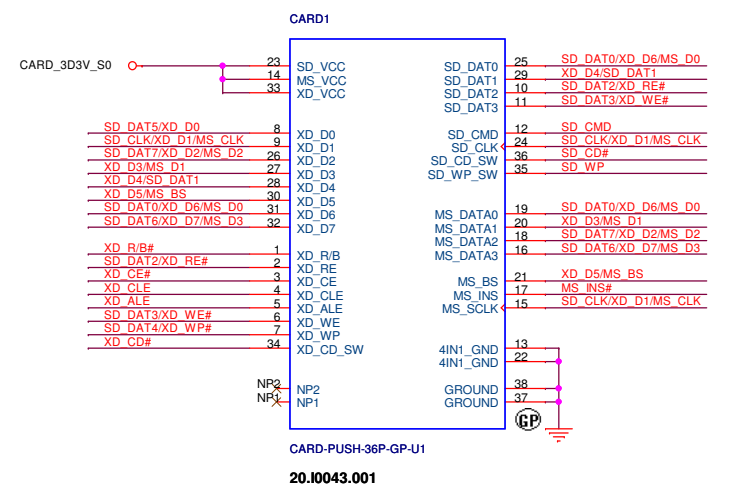 CARD1
CARD_3D3V_S0
23 SD_VCC
14 MS_VCC
33 XD_VCC
SD_DAT5/XD_D0 8 XD_D0
SD_CLK/XD_D1/MS_CLK 9 XD_D1
SD_DAT7/XD_D2/MS_D2 26 XD_D2
XD_D3/MS_D1 27 XD_D3
XD_D4/SD_DAT1 28 XD_D4
XD_D5/MS_BS 30 XD_D5
SD_DAT0/XD_D6/MS_D0 31 XD_D6
SD_DAT6/XD_D7/MS_D3 32 XD_D7
XD_R/B# 1 XD_R/B
SD_DAT2/XD_RE# 2 XD_RE
XD_CE# 3 XD_CE
XD_CLE 4 XD_CLE
XD_ALE 5 XD_ALE
SD_DAT3/XD_WE# 6 XD_WE
SD_DAT4/XD_WP# 7 XD_WP
XD_CD# 34 XD_CD_SW
NP2 NP2
NP1 NP1
SD_DAT0 25 SD_DAT0/XD_D6/MS_D0
SD_DAT1 29 XD_D4/SD_DAT1
SD_DAT2 10 SD_DAT2/XD_RE#
SD_DAT3 11 SD_DAT3/XD_WE#
SD_CMD 12 SD_CMD
SD_CLK 24 SD_CLK/XD_D1/MS_CLK
SD_CD_SW 36 SD_CD#
SD_WP_SW 35 SD_WP
MS_DATA0 19 SD_DAT0/XD_D6/MS_D0
MS_DATA1 20 XD_D3/MS_D1
MS_DATA2 18 SD_DAT7/XD_D2/MS_D2
MS_DATA3 16 SD_DAT6/XD_D7/MS_D3
MS_BS 21 XD_D5/MS_BS
MS_INS 17 MS_INS#
MS_SCLK 15 SD_CLK/XD_D1/MS_CLK
4IN1_GND 13
4IN1_GND 22
GROUND 38
GROUND 37
GP
CARD-PUSH-36P-GP-U1
20.I0043.001